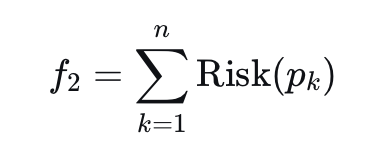 f₂ = ∑ₖ₌₁ⁿ Risk(pₖ)